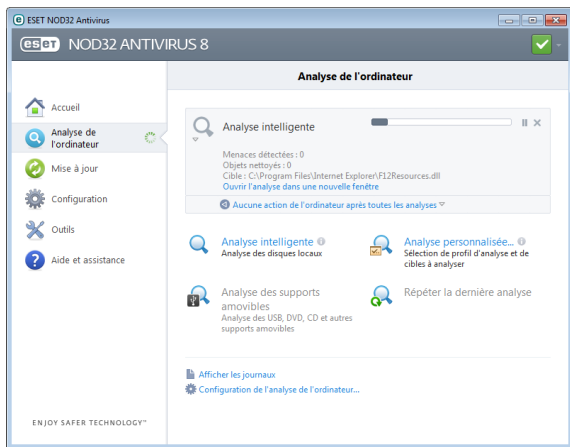 ESET NOD32 Antivirus
eset NOD32 ANTIVIRUS 8
Analyse de l'ordinateur
Accueil
Analyse de
l'ordinateur
Mise à jour
Configuration
Outils
Aide et assistance
Analyse intelligente
Menaces détectées : 0
Objets nettoyés : 0
Cible : C:\Program Files\Internet Explorer\F12Resources.dll
Ouvrir l'analyse dans une nouvelle fenêtre
Aucune action de l'ordinateur après toutes les analyses
Analyse intelligente
Analyse des disques locaux
Analyse personnalisée...
Sélection de profil d'analyse et de
cibles à analyser
Analyse des supports
amovibles
Analyse des USB, DVD, CD et autres
supports amovibles
Répéter la dernière analyse
Afficher les journaux
Configuration de l'analyse de l'ordinateur...
ENJOY SAFER TECHNOLOGY™